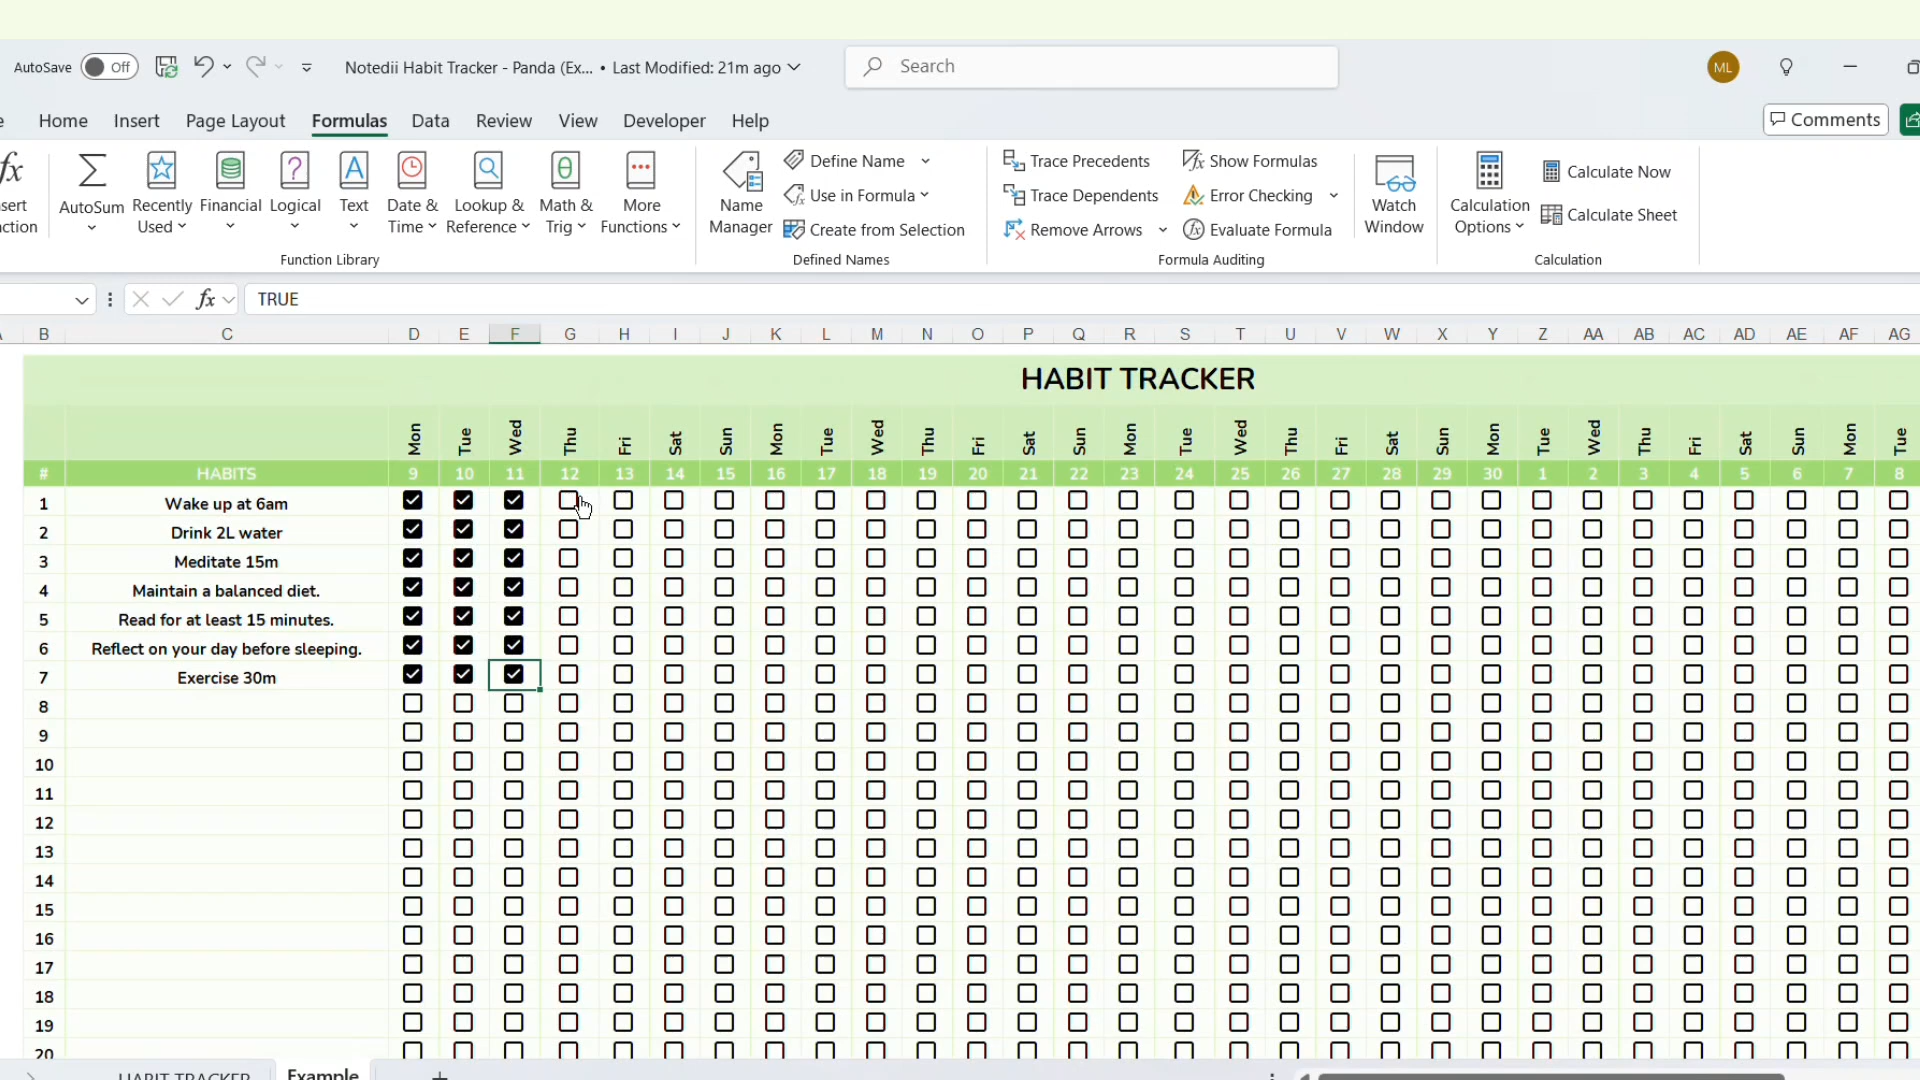 AutoSave Off Notedii Habit Tracker - Panda (Ex... • Last Modified: 21m ago Search ML
Home Insert Page Layout Formulas Data Review View Developer Help Comments
AutoSum Recently Used Financial Logical Text Date & Time Lookup & Reference Math & Trig More Functions
Function Library
Name Manager Define Name Use in Formula Create from Selection
Defined Names
Trace Precedents Show Formulas
Trace Dependents Error Checking
Remove Arrows Evaluate Formula
Formula Auditing
Watch Window
Calculation Options Calculate Now Calculate Sheet
Calculation
fx TRUE
B C D E F G H I J K L M N O P Q R S T U V W X Y Z AA AB AC AD AE AF AG
HABIT TRACKER
Mon Tue Wed Thu Fri Sat Sun Mon Tue Wed Thu Fri Sat Sun Mon Tue Wed Thu Fri Sat Sun Mon Tue Wed Thu Fri Sat Sun Mon Tue
# HABITS 9 10 11 12 13 14 15 16 17 18 19 20 21 22 23 24 25 26 27 28 29 30 1 2 3 4 5 6 7 8
1 Wake up at 6am
2 Drink 2L water
3 Meditate 15m
4 Maintain a balanced diet.
5 Read for at least 15 minutes.
6 Reflect on your day before sleeping.
7 Exercise 30m
8
9
10
11
12
13
14
15
16
17
18
19
20
HABIT TRACKER Example